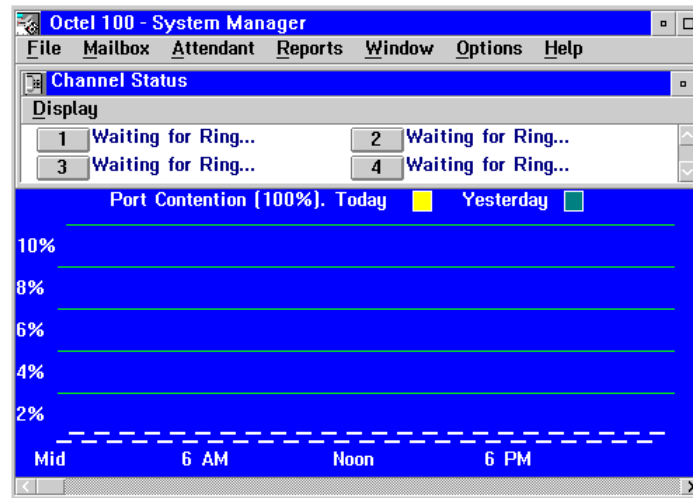 Octel 100 - System Manager
File Mailbox Attendant Reports Window Options Help
Channel Status
Display
1 Waiting for Ring... 2 Waiting for Ring...
3 Waiting for Ring... 4 Waiting for Ring...
Port Contention (100%). Today Yesterday
10%
8%
6%
4%
2%
Mid 6 AM Noon 6 PM